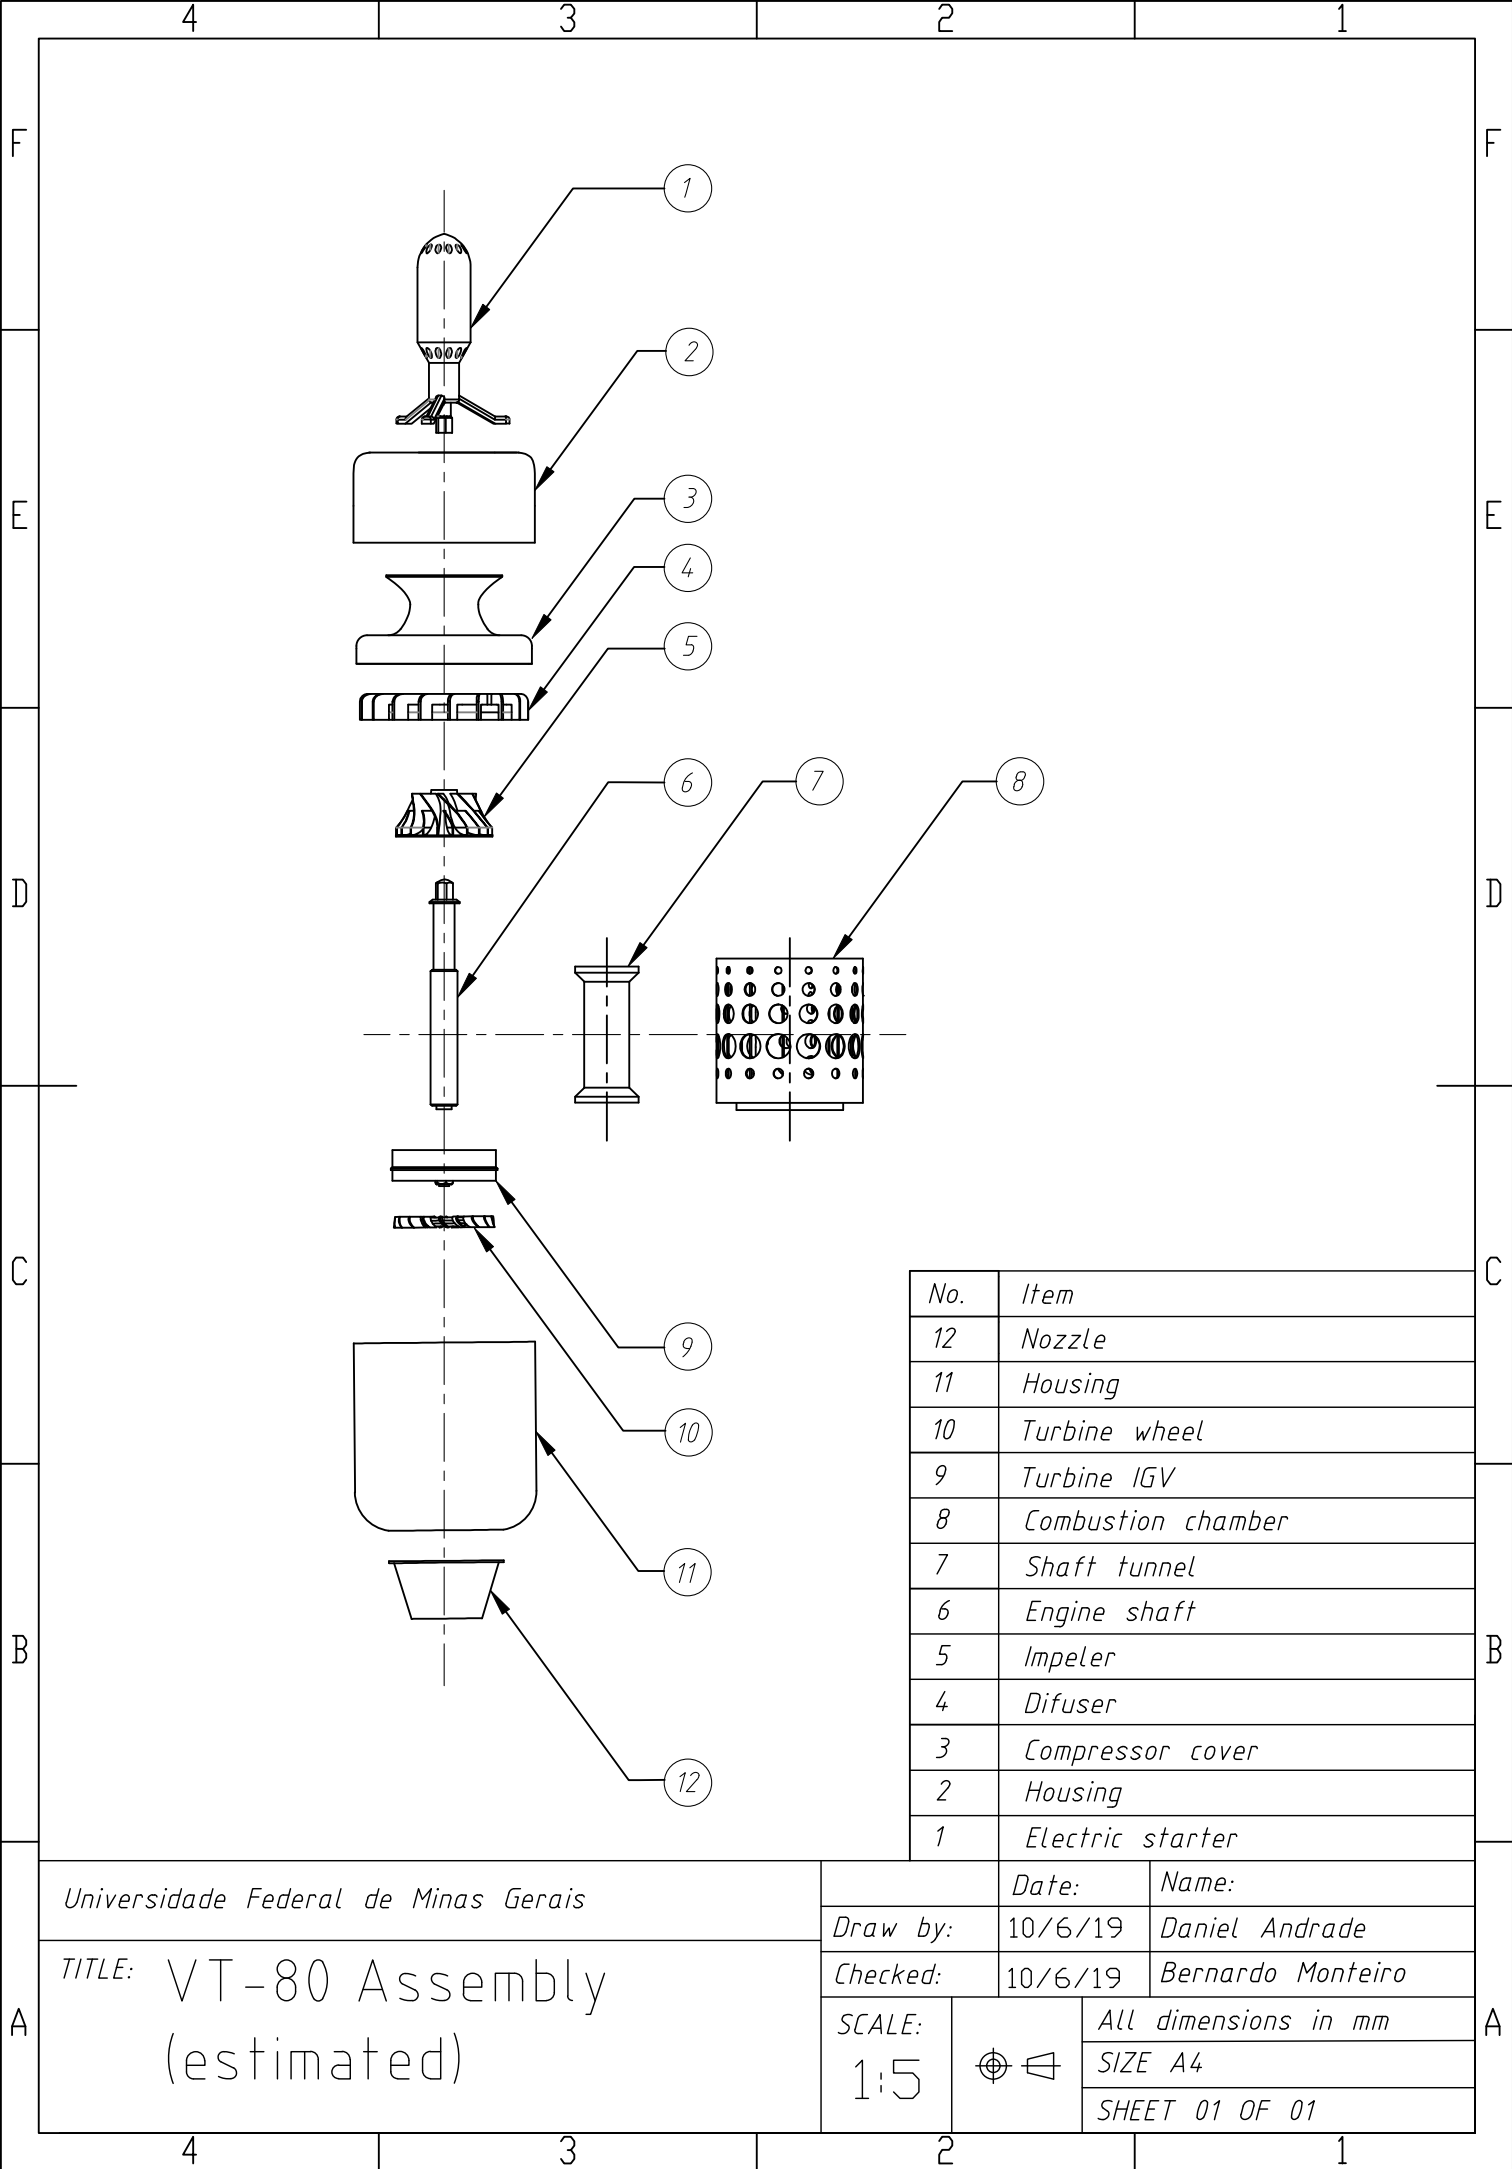 4 3 2 1
F F
1
2
E E
3
4
5
6 7 8
D D
9
10
C C
11
12
B B
No. Item
12 Nozzle
11 Housing
10 Turbine wheel
9 Turbine IGV
8 Combustion chamber
7 Shaft tunnel
6 Engine shaft
5 Impeler
4 Difuser
3 Compressor cover
2 Housing
1 Electric starter
Universidade Federal de Minas Gerais
TITLE: VT-80 Assembly
(estimated)
Date: Name:
Draw by: 10/6/19 Daniel Andrade
Checked: 10/6/19 Bernardo Monteiro
SCALE:
1:5
All dimensions in mm
SIZE A4
SHEET 01 OF 01
A A
4 3 2 1